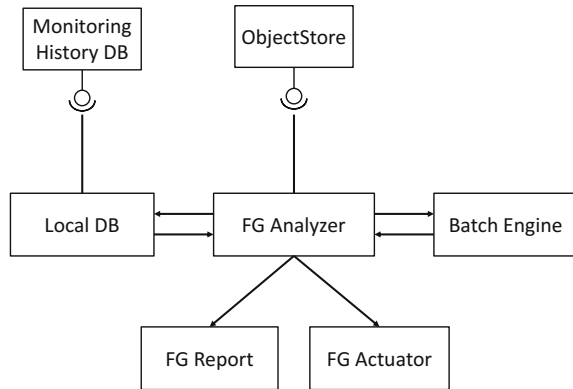 Monitoring
History DB
ObjectStore
Local DB
FG Analyzer
Batch Engine
FG Report
FG Actuator